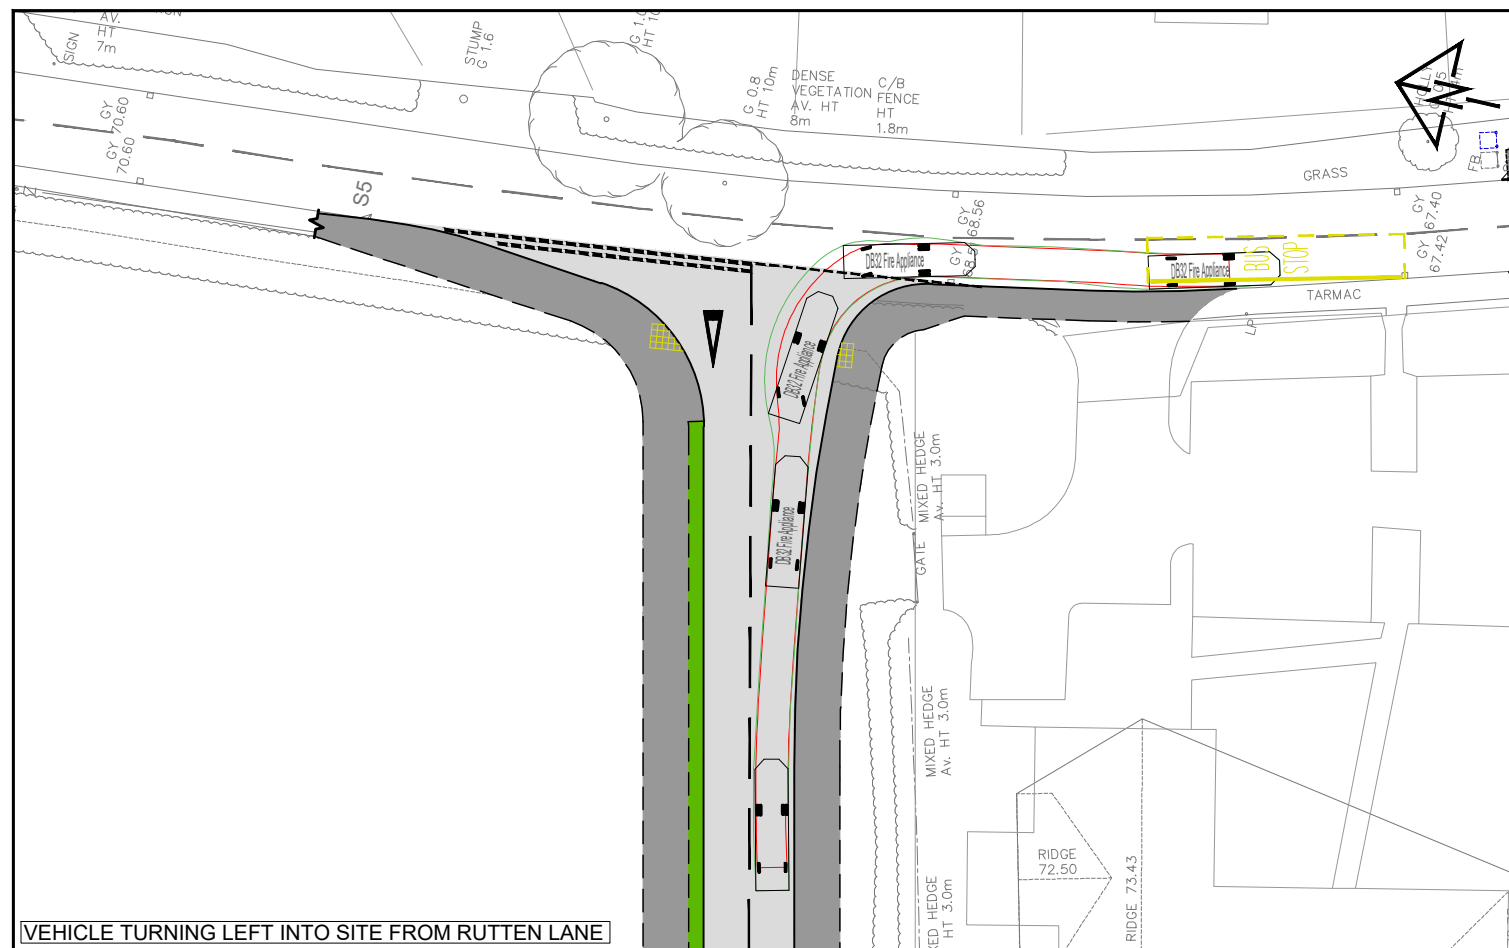 AV.
HT
7m
SIGN
STUMP
G 1.6
G 0.8
HT 10m
DENSE
VEGETATION
AV. HT
8m
C/B
FENCE
HT
1.8m
GY 70.60
GY 70.60
S5
GRASS
FB
GY 68.56
GY 67.40
GY 67.42
DB32 Fire Appliance
DB32 Fire Appliance
BUS
STOP
TARMAC
LP
DB32 Fire Appliance
DB32 Fire Appliance
GATE
MIXED HEDGE
Av. HT 3.0m
MIXED HEDGE
Av. HT 3.0m
HT 3.0m
RIDGE
72.50
RIDGE 73.43
VEHICLE TURNING LEFT INTO SITE FROM RUTTEN LANE